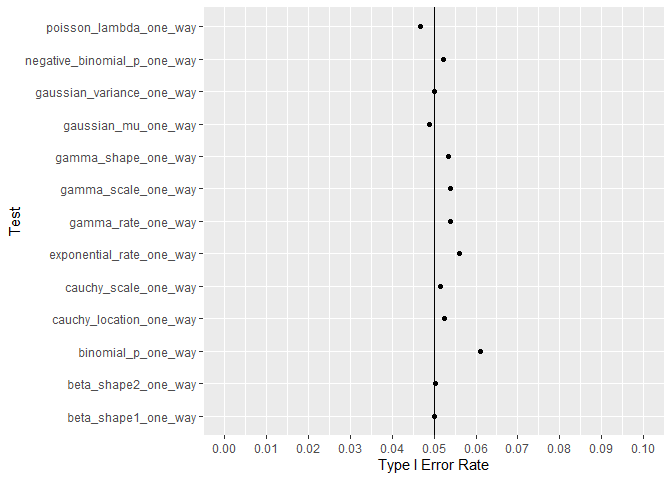 poisson_lambda_one_way
negative_binomial_p_one_way
gaussian_variance_one_way
gaussian_mu_one_way
gamma_shape_one_way
gamma_scale_one_way
gamma_rate_one_way
exponential_rate_one_way
cauchy_scale_one_way
cauchy_location_one_way
binomial_p_one_way
beta_shape2_one_way
beta_shape1_one_way
Test
0.00 0.01 0.02 0.03 0.04 0.05 0.06 0.07 0.08 0.09 0.10
Type I Error Rate